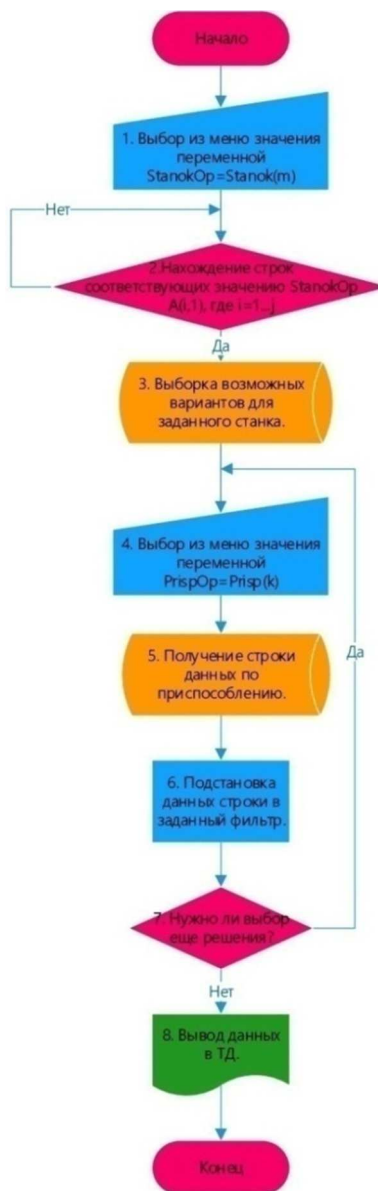 Начало
1. Выбор из меню значения
переменной
StanokOp=Stanok(m)
Нет
2.Нахождение строк
соответствующих значению StanokOp
A(i,1), где i=1...j
Да
3. Выборка возможных
вариантов для
заданного станка.
4. Выбор из меню значения
переменной
PrispOp=Prisp(k)
Да
5. Получение строки
данных по
приспособлению.
6. Подстановка
данных строки в
заданный фильтр.
7. Нужно ли выбор
еще решения?
Нет
8. Вывод данных
в ТД.
Конец